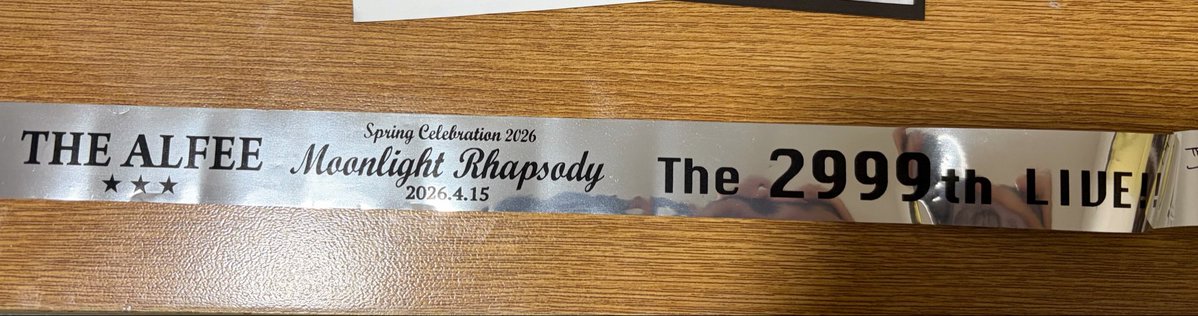 THE ALFEE
★★★
Spring Celebration 2026
Moonlight Rhapsody
2026.4.15
The 2999th LIVE!!